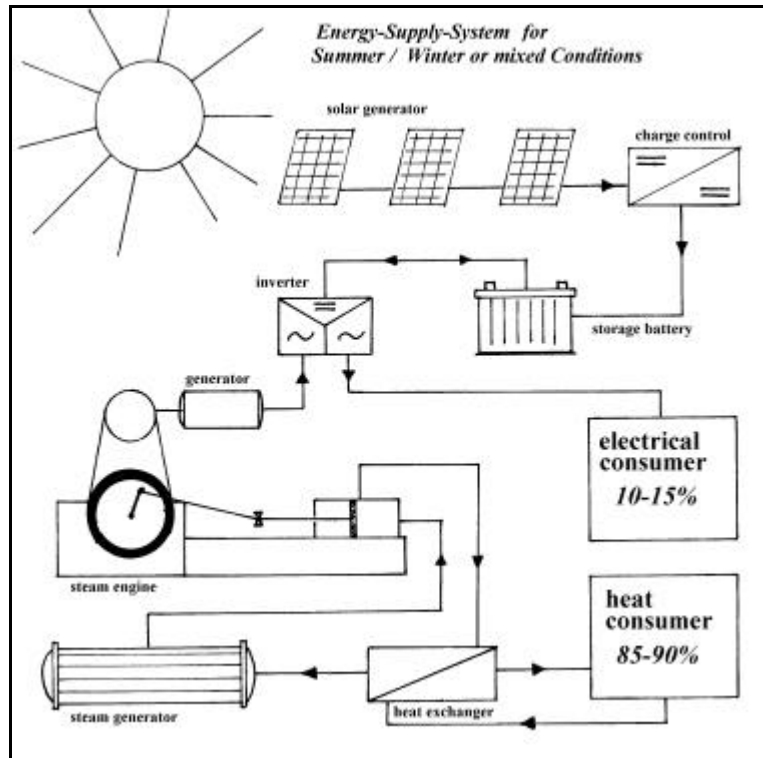 Energy-Supply-System for
Summer / Winter or mixed Conditions
solar generator
charge control
inverter
storage battery
generator
electrical
consumer
10-15%
steam engine
heat
consumer
85-90%
steam generator
heat exchanger